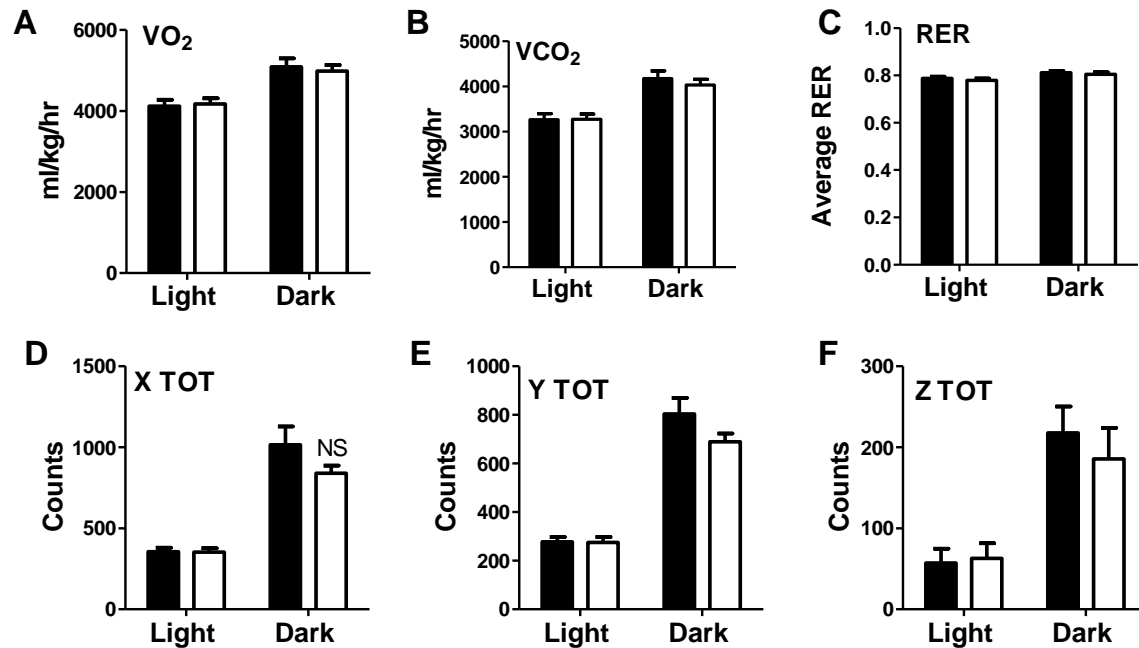 A
VO2
ml/kg/hr
6000
4000
2000
0
Light Dark
B
VCO2
ml/kg/hr
5000
4000
3000
2000
1000
0
Light Dark
C
RER
Average RER
1.0
0.8
0.6
0.4
0.2
0.0
Light Dark
D
X TOT
Counts
1500
1000
500
0
NS
Light Dark
E
Y TOT
Counts
1000
800
600
400
200
0
Light Dark
F
Z TOT
Counts
300
200
100
0
Light Dark